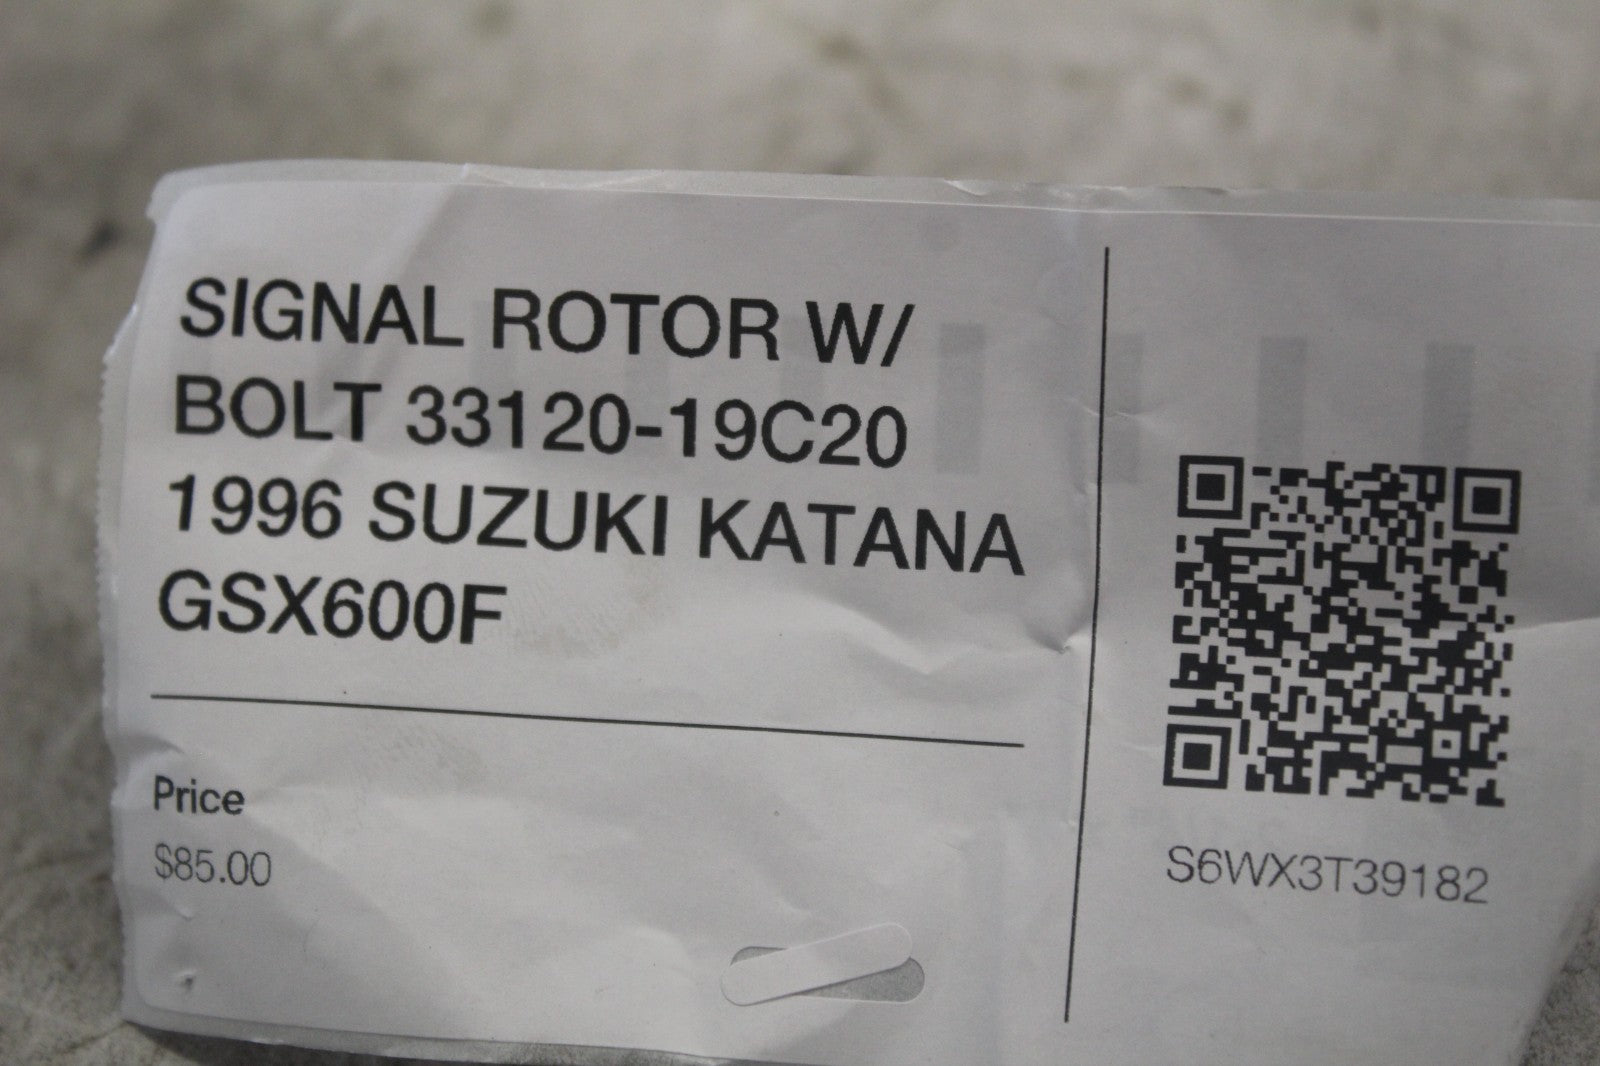 SIGNAL ROTOR W/
BOLT 33120-19C20
1996 SUZUKI KATANA
GSX600F
Price
$85.00
S6WX3T39182